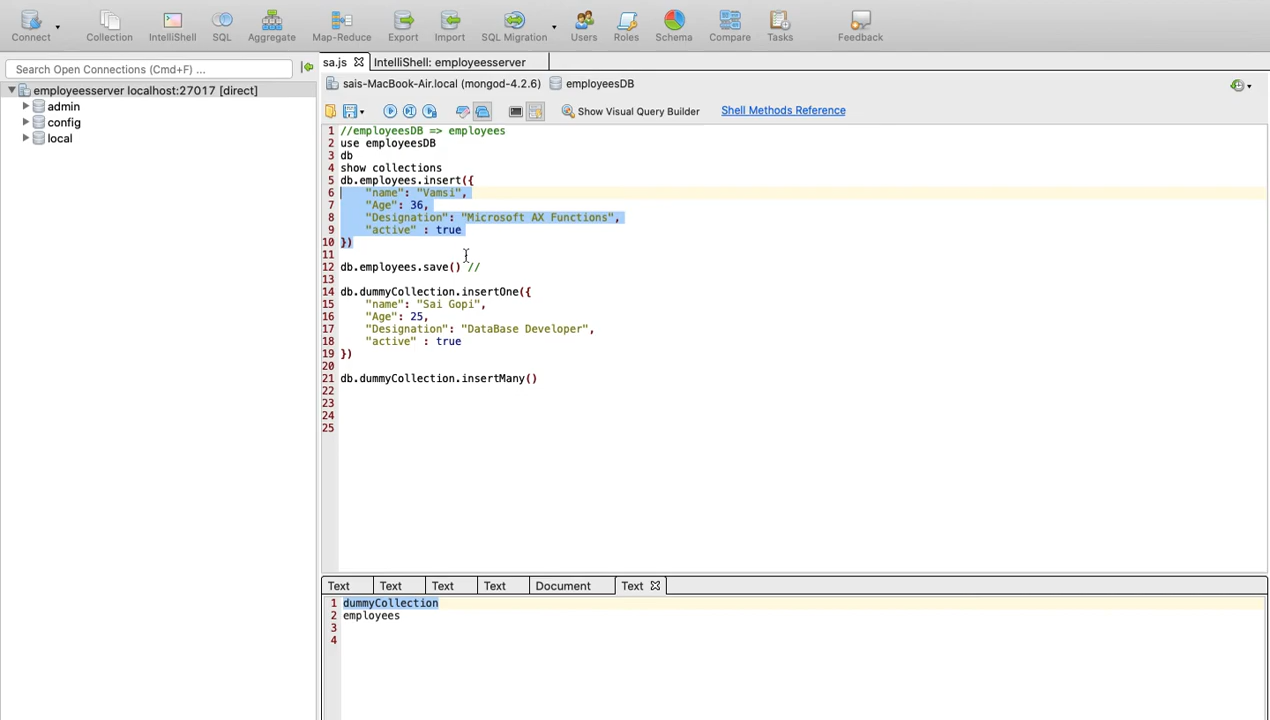 Connect Collection IntelliShell SQL Aggregate Map-Reduce Export Import SQL Migration Users Roles Schema Compare Tasks Feedback
Search Open Connections (Cmd+F) ...
employeesserver localhost:27017 [direct]
admin
config
local
sa.js IntelliShell: employeesserver
sais-MacBook-Air.local (mongod-4.2.6) employeesDB
Show Visual Query Builder Shell Methods Reference
1 //employeesDB => employees
2 use employeesDB
3 db
4 show collections
5 db.employees.insert({
6 "name": "Vamsi",
7 "Age": 36,
8 "Designation": "Microsoft AX Functions",
9 "active" : true
10 })
11
12 db.employees.save() //
13
14 db.dummyCollection.insertOne({
15 "name": "Sai Gopi",
16 "Age": 25,
17 "Designation": "DataBase Developer",
18 "active" : true
19 })
20
21 db.dummyCollection.insertMany()
22
23
24
25
Text Text Text Text Document Text
1 dummyCollection
2 employees
3
4